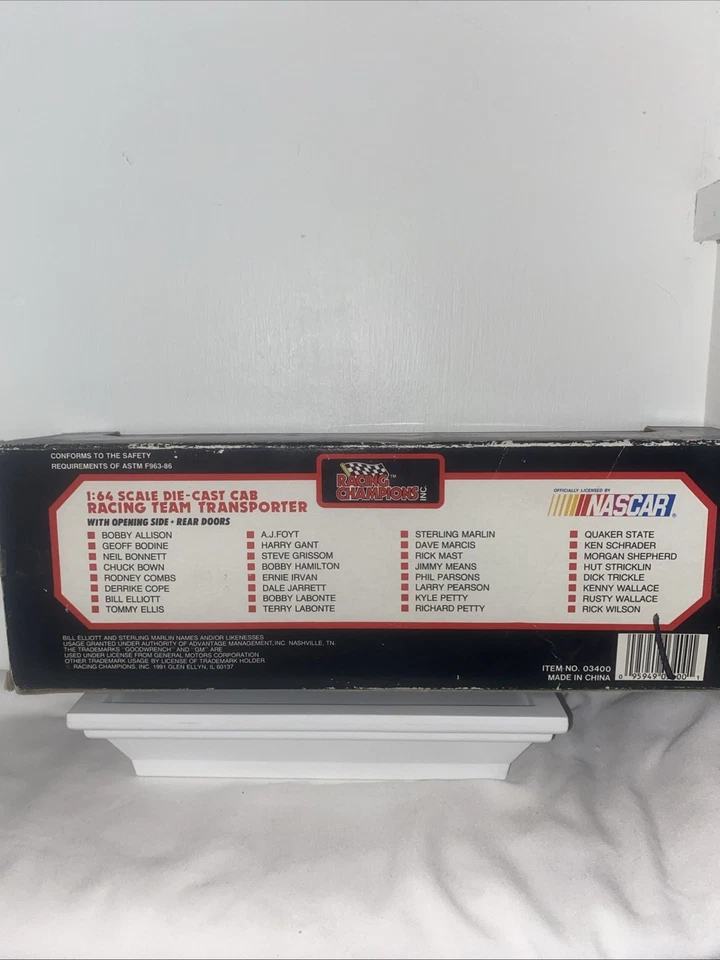 CONFORMS TO THE SAFETY
REQUIREMENTS OF ASTM F963-86
RACING
CHAMPIONS INC.
™
1:64 SCALE DIE-CAST CAB
RACING TEAM TRANSPORTER
WITH OPENING SIDE • REAR DOORS
OFFICIALLY LICENSED BY
NASCAR®
BOBBY ALLISON
GEOFF BODINE
NEIL BONNETT
CHUCK BOWN
RODNEY COMBS
DERRIKE COPE
BILL ELLIOTT
TOMMY ELLIS
A.J.FOYT
HARRY GANT
STEVE GRISSOM
BOBBY HAMILTON
ERNIE IRVAN
DALE JARRETT
BOBBY LABONTE
TERRY LABONTE
STERLING MARLIN
DAVE MARCIS
RICK MAST
JIMMY MEANS
PHIL PARSONS
LARRY PEARSON
KYLE PETTY
RICHARD PETTY
QUAKER STATE
KEN SCHRADER
MORGAN SHEPHERD
HUT STRICKLIN
DICK TRICKLE
KENNY WALLACE
RUSTY WALLACE
RICK WILSON
BILL ELLIOTT AND STERLING MARLIN NAMES AND/OR LIKENESSES
USAGE GRANTED UNDER AUTHORITY OF ADVANTAGE MANAGEMENT,INC. NASHVILLE, TN.
THE TRADEMARKS "GOODWRENCH" AND "GM" ARE
USED UNDER LICENSE FROM GENERAL MOTORS CORPORATION
OTHER TRADEMARK USAGE BY LICENSE OF TRADEMARK HOLDER
© RACING CHAMPIONS, INC. 1991 GLEN ELLYN, IL 60137
ITEM NO. 03400
MADE IN CHINA
0 95949 1